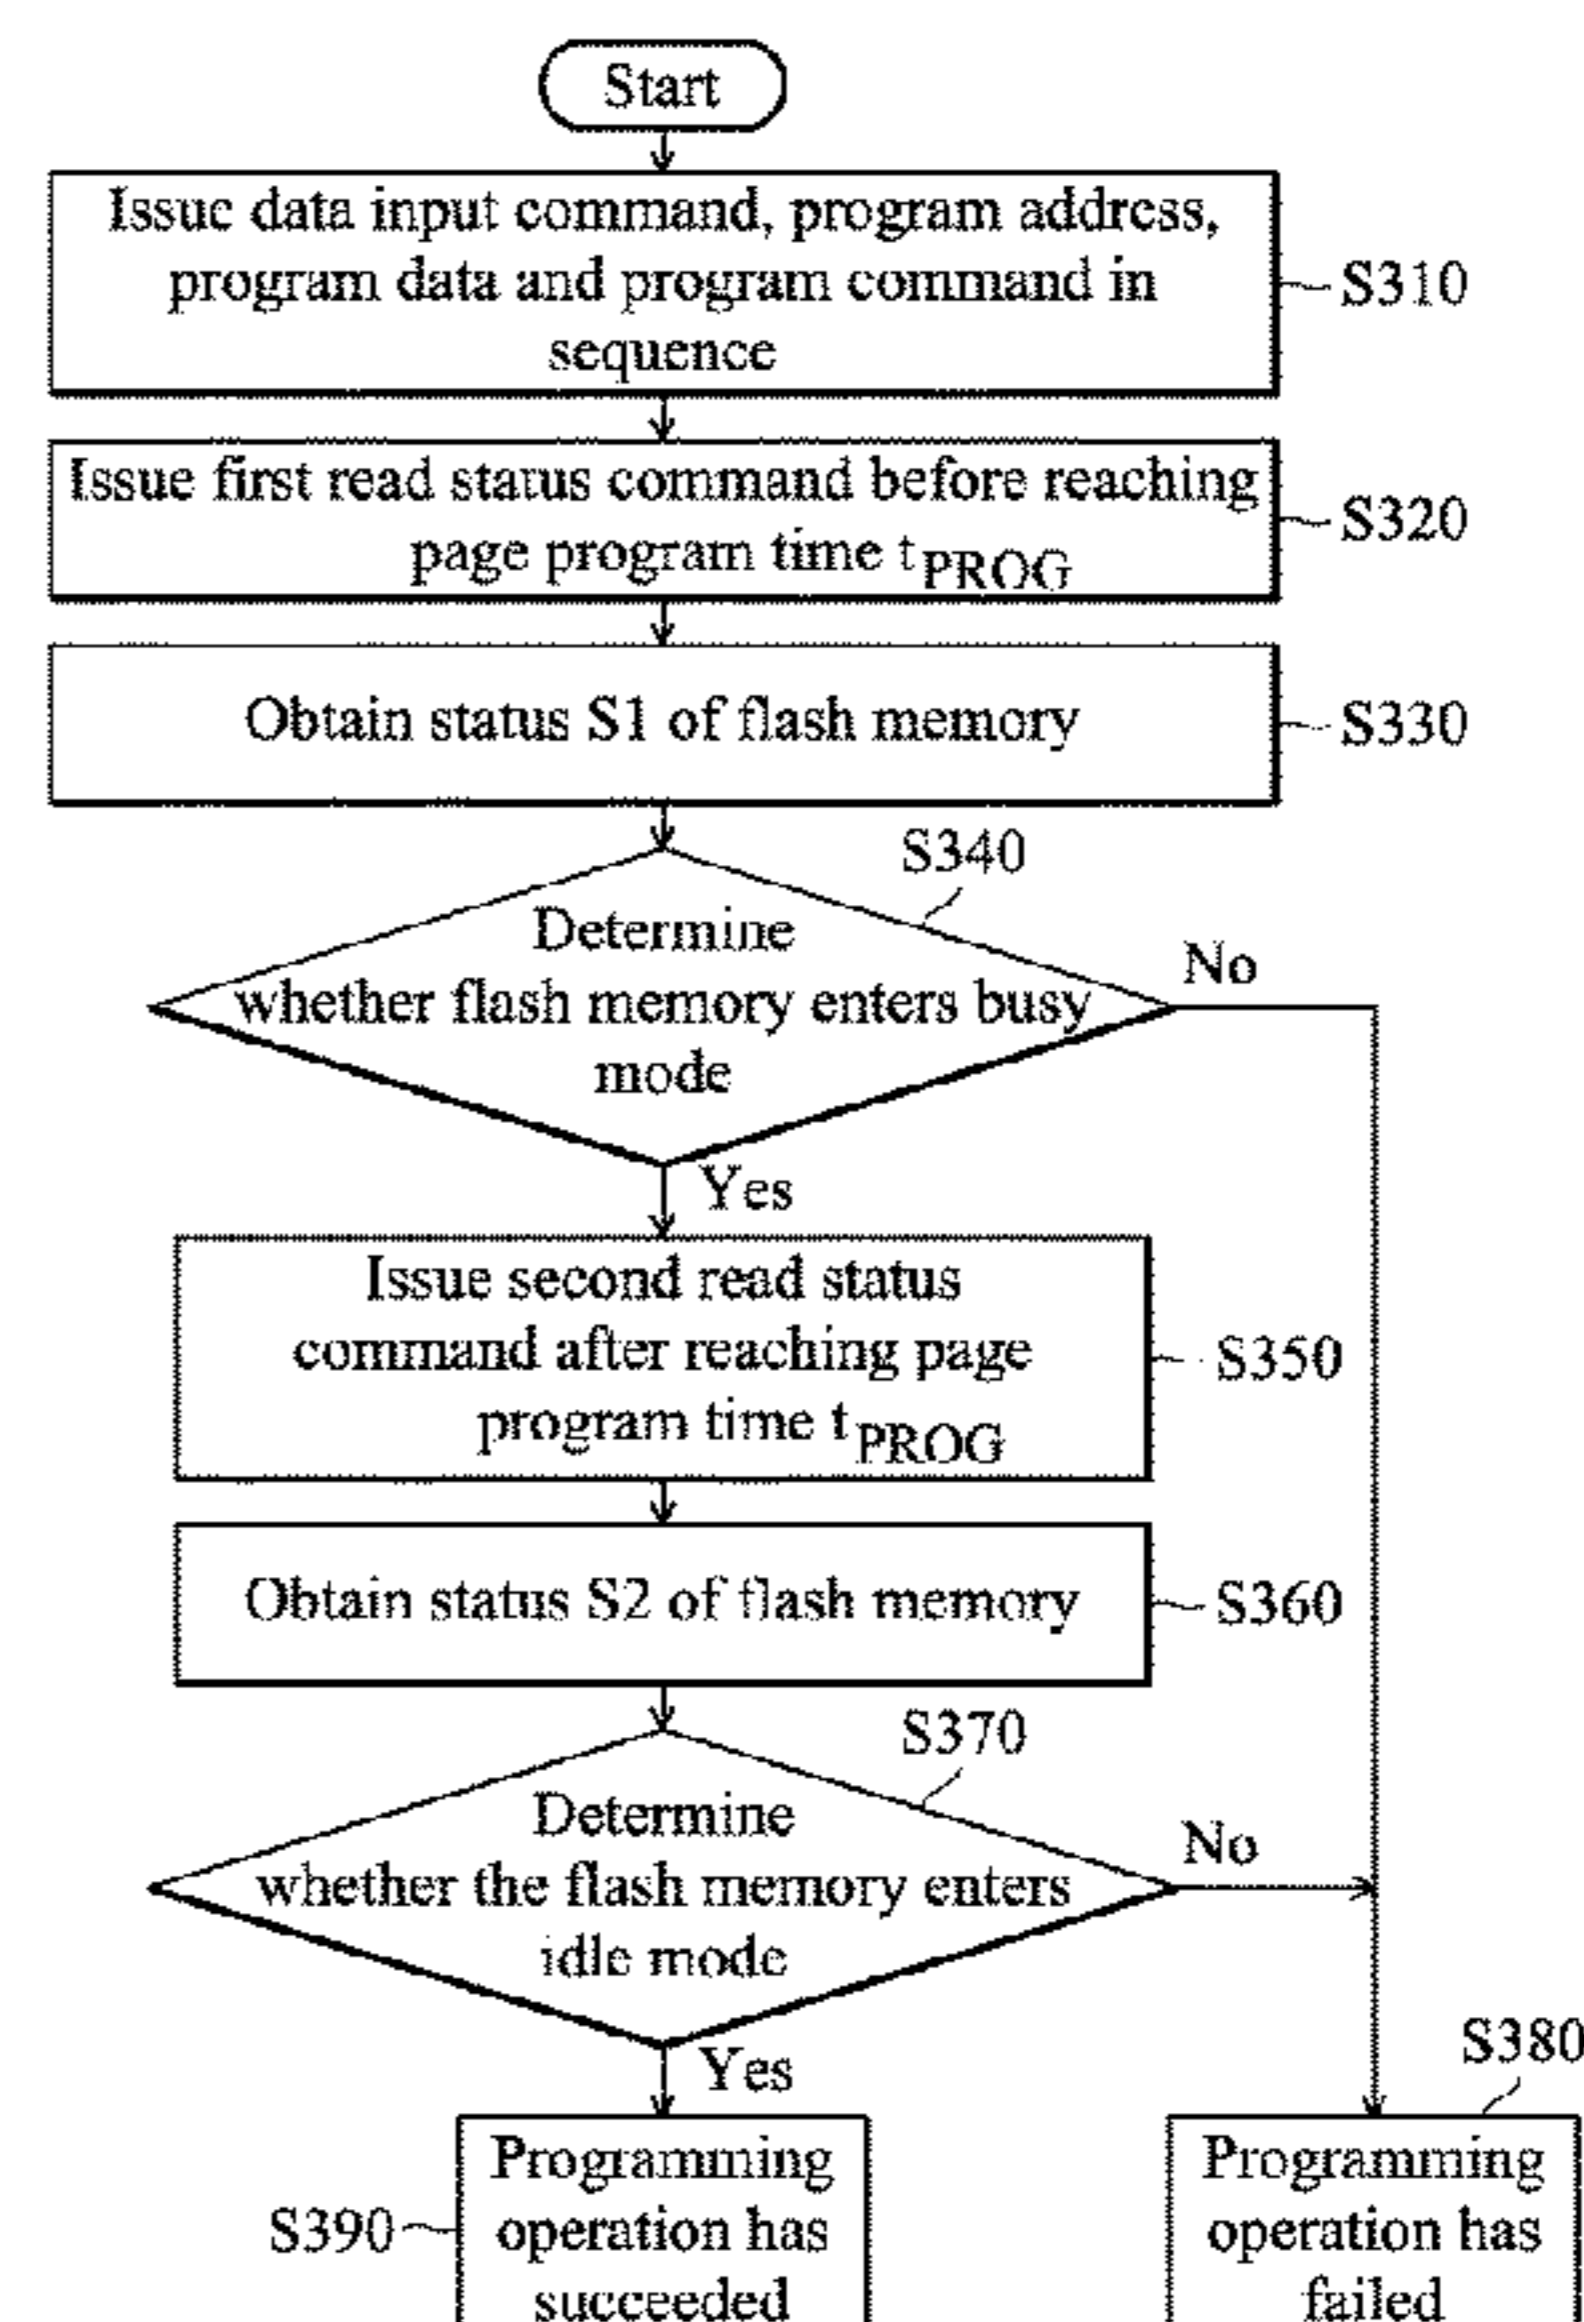 Start
Issue data input command, program address,
program data and program command in
sequence
S310
Issue first read status command before reaching
page program time tPROG
S320
Obtain status S1 of flash memory
S330
S340
Determine
whether flash memory enters busy
mode
No
Yes
Issue second read status
command after reaching page
program time tPROG
S350
Obtain status S2 of flash memory
S360
S370
Determine
whether the flash memory enters
idle mode
No
Yes
S380
S390
Programming
operation has
succeeded
Programming
operation has
failed